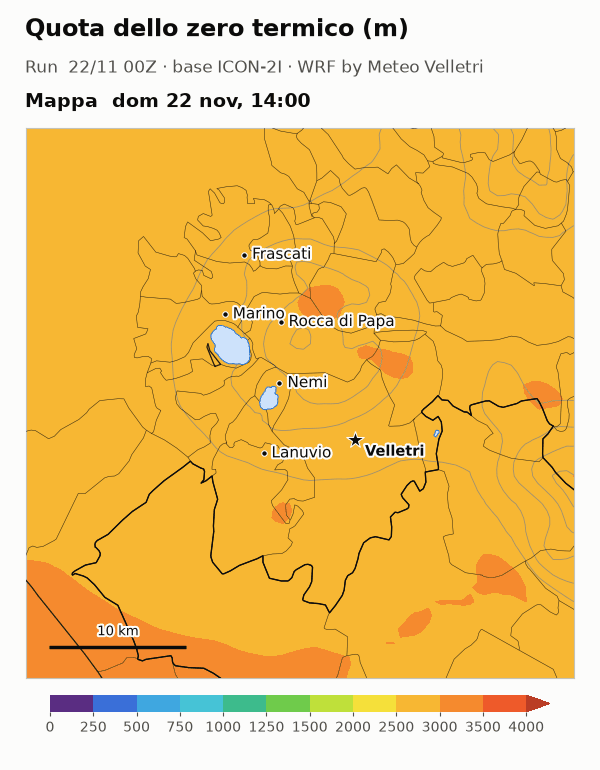 Quota dello zero termico (m)
Run  22/11 00Z · base ICON-2I · WRF by Meteo Velletri
Mappa  dom 22 nov, 14:00
Frascati
Marino
Rocca di Papa
Nemi
Velletri
Lanuvio
10 km
0 250 500 750 1000 1250 1500 2000 2500 3000 3500 4000